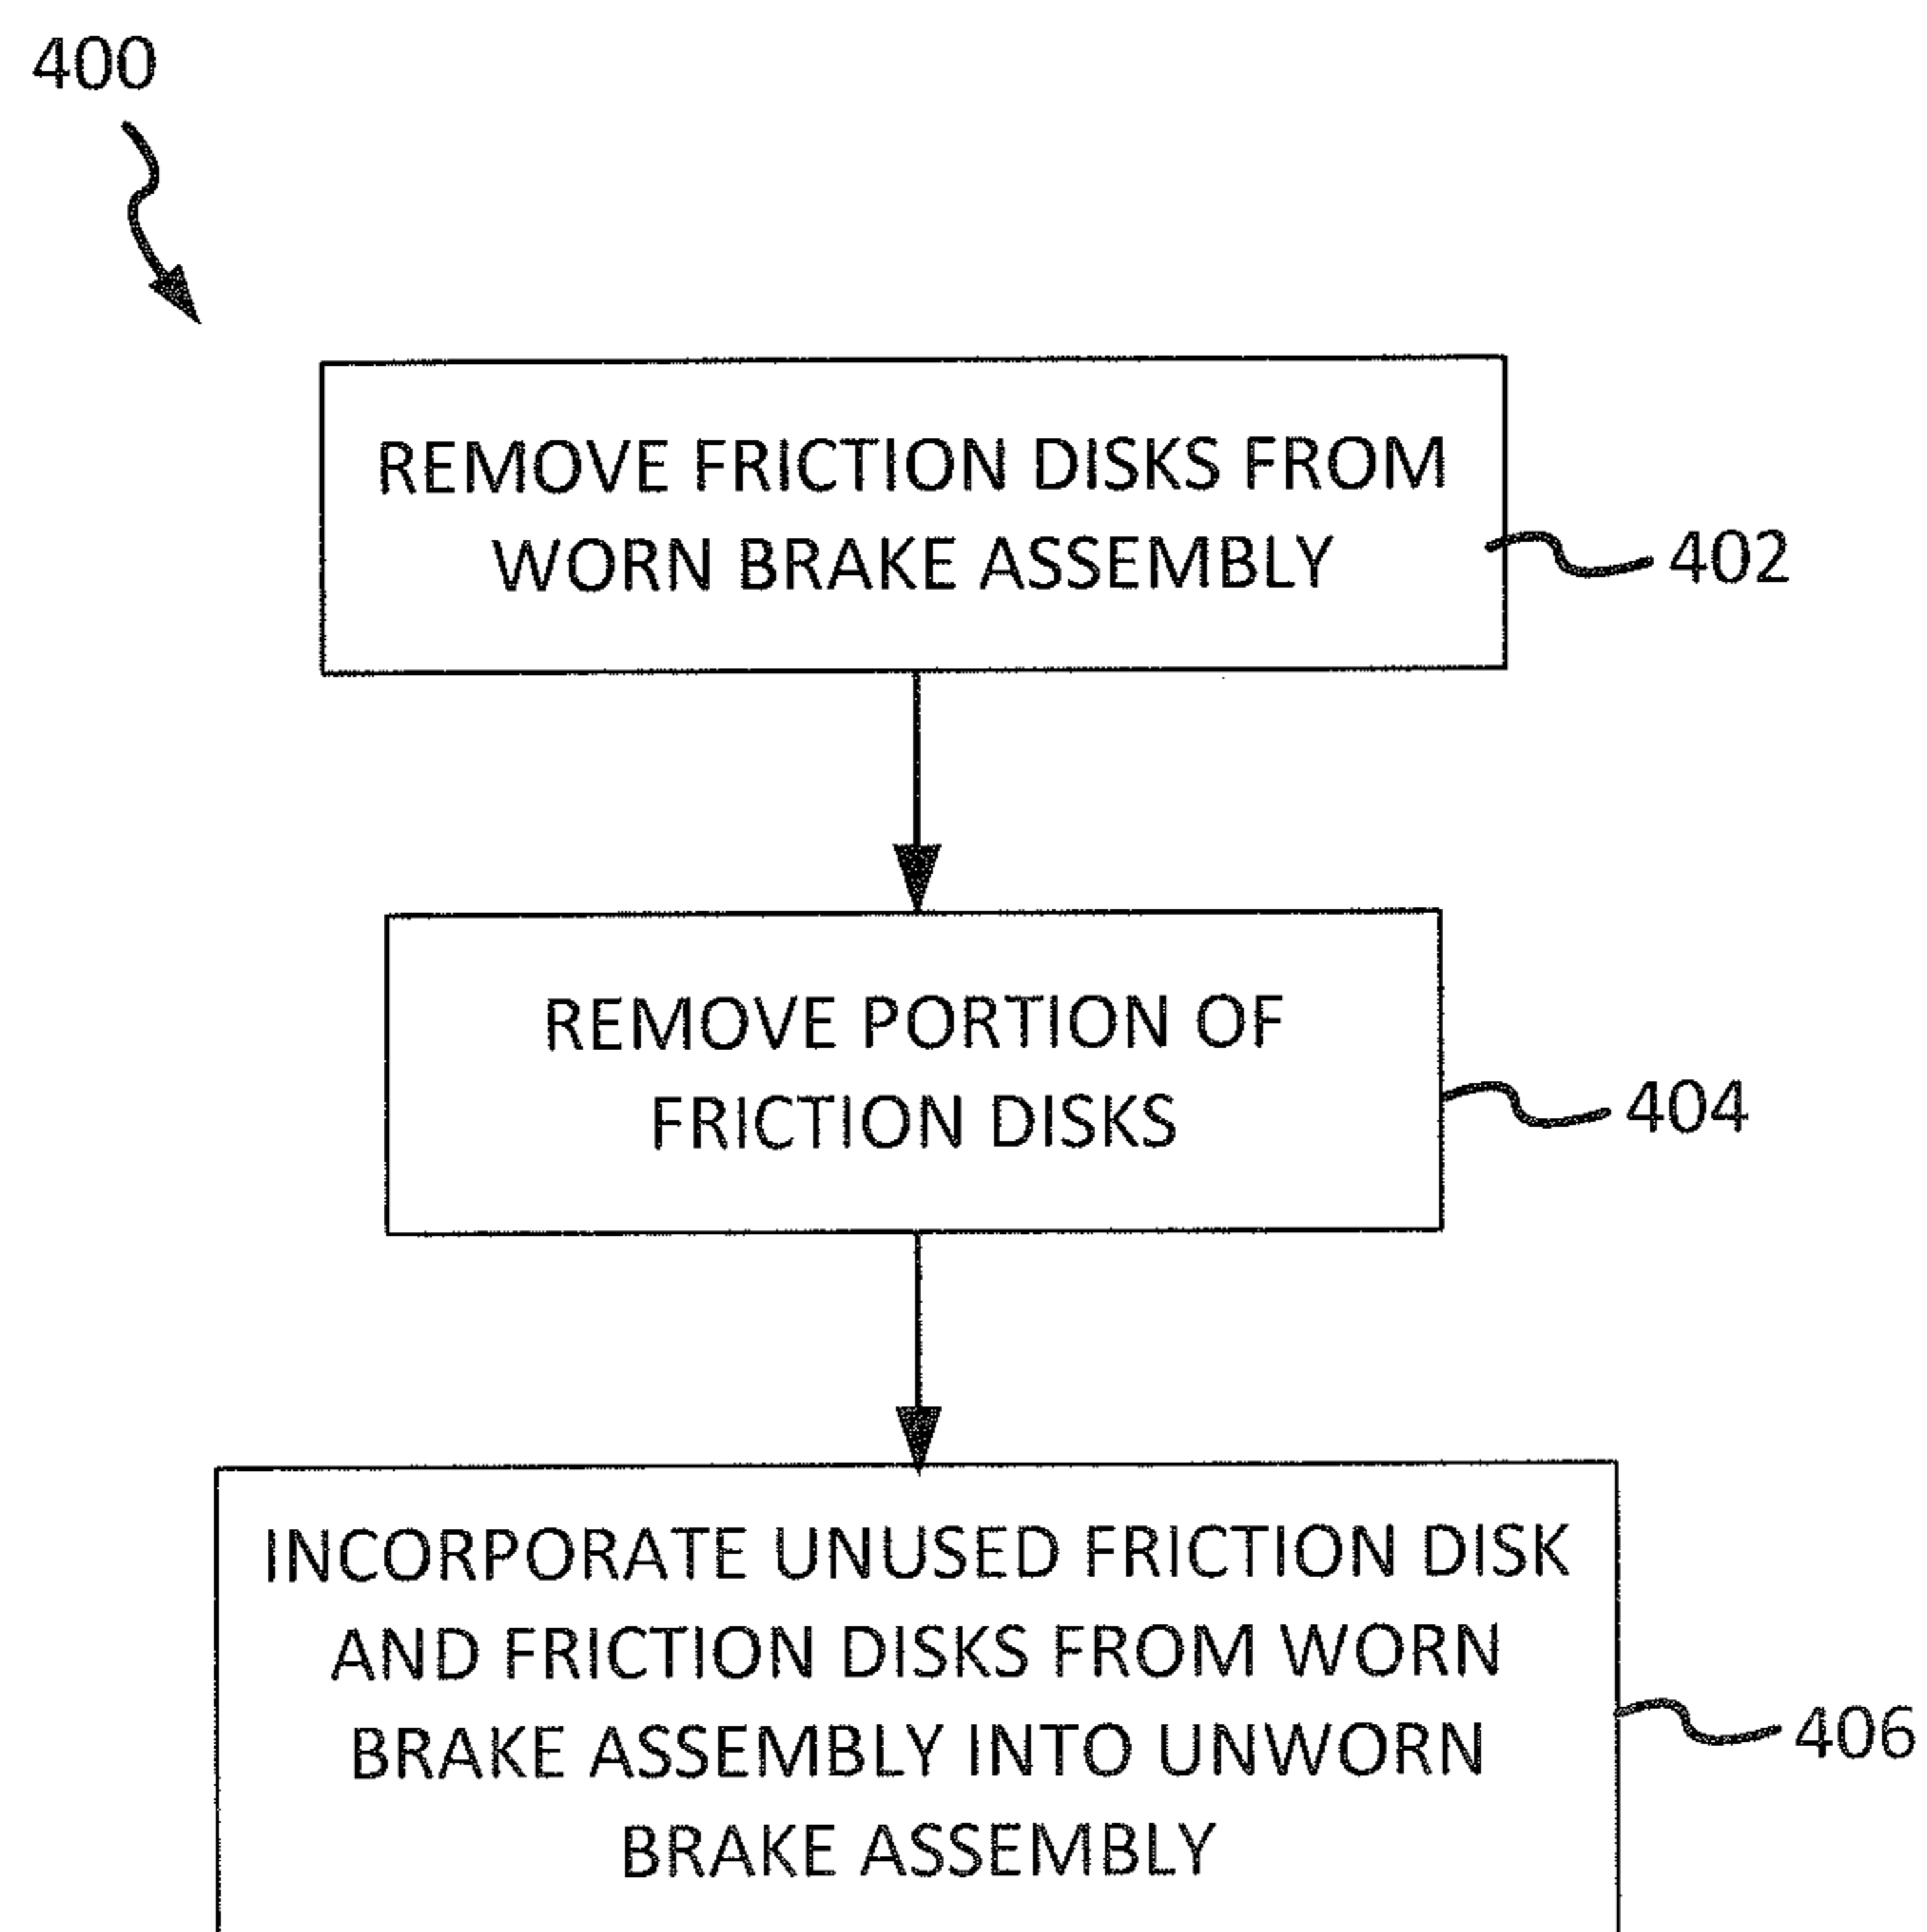 400
REMOVE FRICTION DISKS FROM
WORN BRAKE ASSEMBLY
402
REMOVE PORTION OF
FRICTION DISKS
404
INCORPORATE UNUSED FRICTION DISK
AND FRICTION DISKS FROM WORN
BRAKE ASSEMBLY INTO UNWORN
BRAKE ASSEMBLY
406